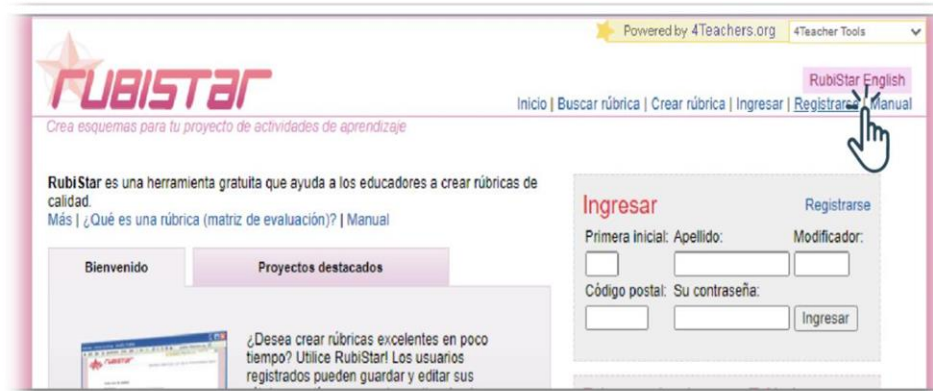 Powered by 4Teachers.org 4Teacher Tools
RUBISTAR
RubiStar English
Inicio | Buscar rúbrica | Crear rúbrica | Ingresar | Registrarse | Manual
Crea esquemas para tu proyecto de actividades de aprendizaje
RubiStar es una herramienta gratuita que ayuda a los educadores a crear rúbricas de
calidad.
Más | ¿Qué es una rúbrica (matriz de evaluación)? | Manual
Bienvenido Proyectos destacados
¿Desea crear rúbricas excelentes en poco
tiempo? Utilice RubiStar! Los usuarios
registrados pueden guardar y editar sus
Ingresar Registrarse
Primera inicial: Apellido: Modificador:
Código postal: Su contraseña:
Ingresar